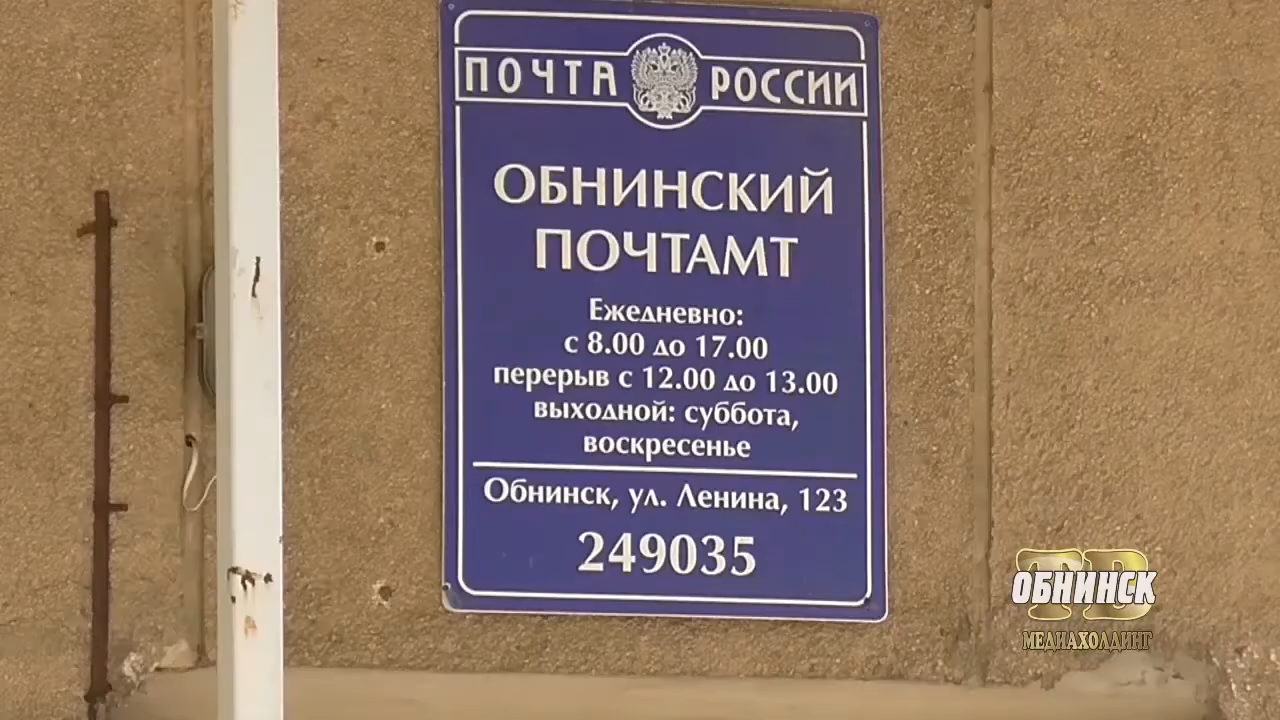 ПОЧТА РОССИИ
ОБНИНСКИЙ
ПОЧТАМТ
Ежедневно:
с 8.00 до 17.00
перерыв с 12.00 до 13.00
выходной: суббота,
воскресенье
Обнинск, ул. Ленина, 123
249035
ТВ
ОБНИНСК
МЕДИАХОЛДИНГ